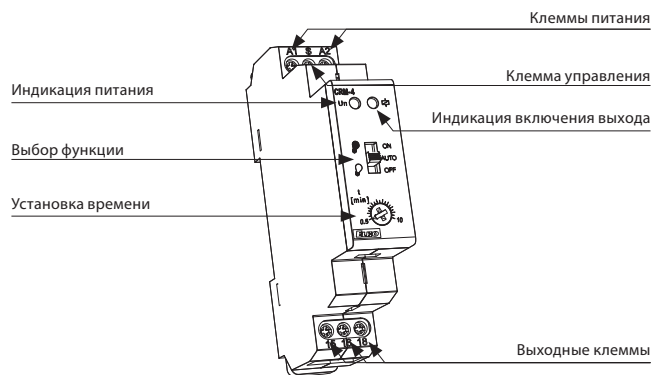 Клеммы питания
A1 S A2
Клемма управления
Индикация питания
CRM-4
Un
Индикация включения выхода
Выбор функции
ON
AUTO
OFF
Установка времени
t
[min]
0.5
10
ELKO
16 15 18
Выходные клеммы